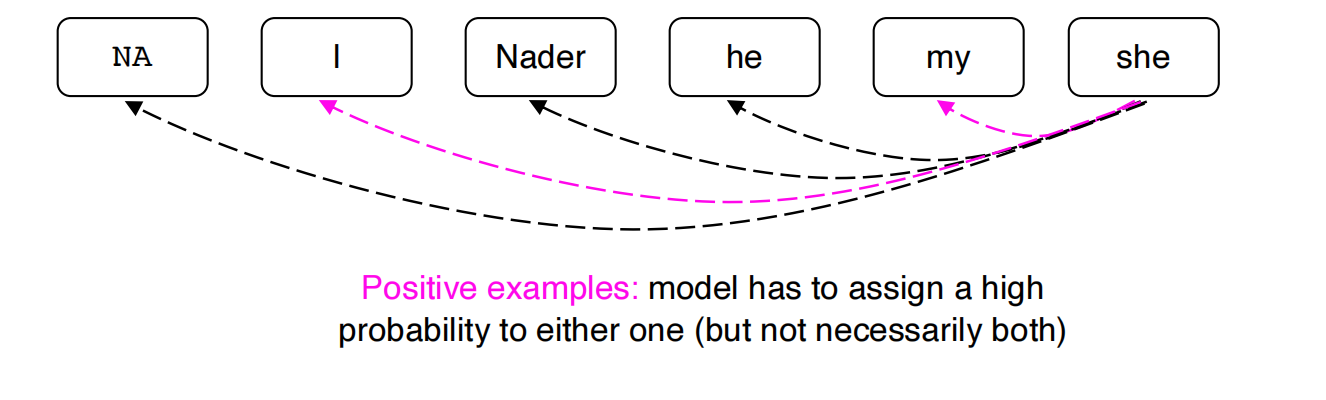 NA I Nader he my she
Positive examples: model has to assign a high
probability to either one (but not necessarily both)